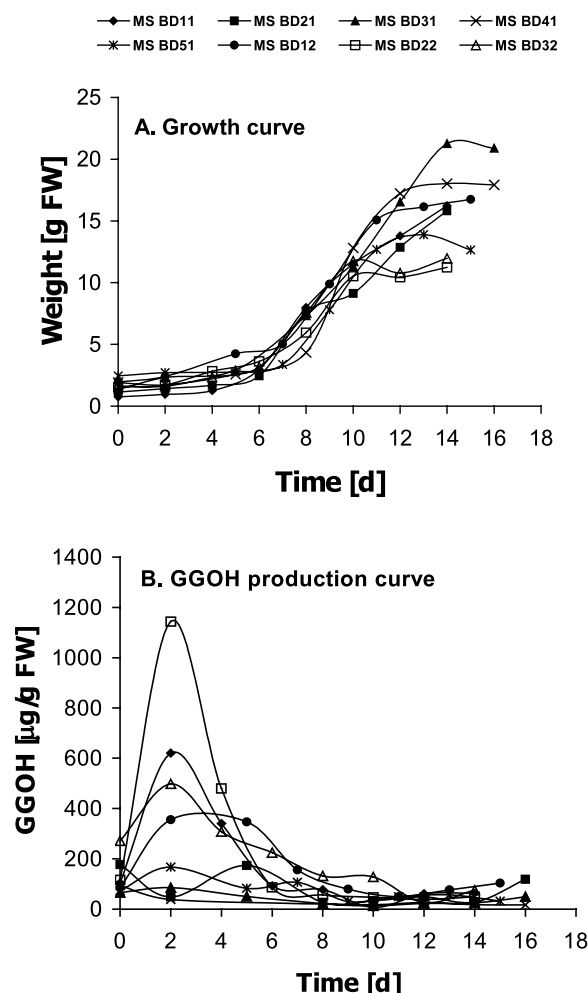 MS BD11 MS BD21 MS BD31 MS BD41
MS BD51 MS BD12 MS BD22 MS BD32
A. Growth curve
Weight [g FW]
25
20
15
10
5
0
0 2 4 6 8 10 12 14 16 18
Time [d]
B. GGOH production curve
GGOH [µg/g FW]
1400
1200
1000
800
600
400
200
0
0 2 4 6 8 10 12 14 16 18
Time [d]